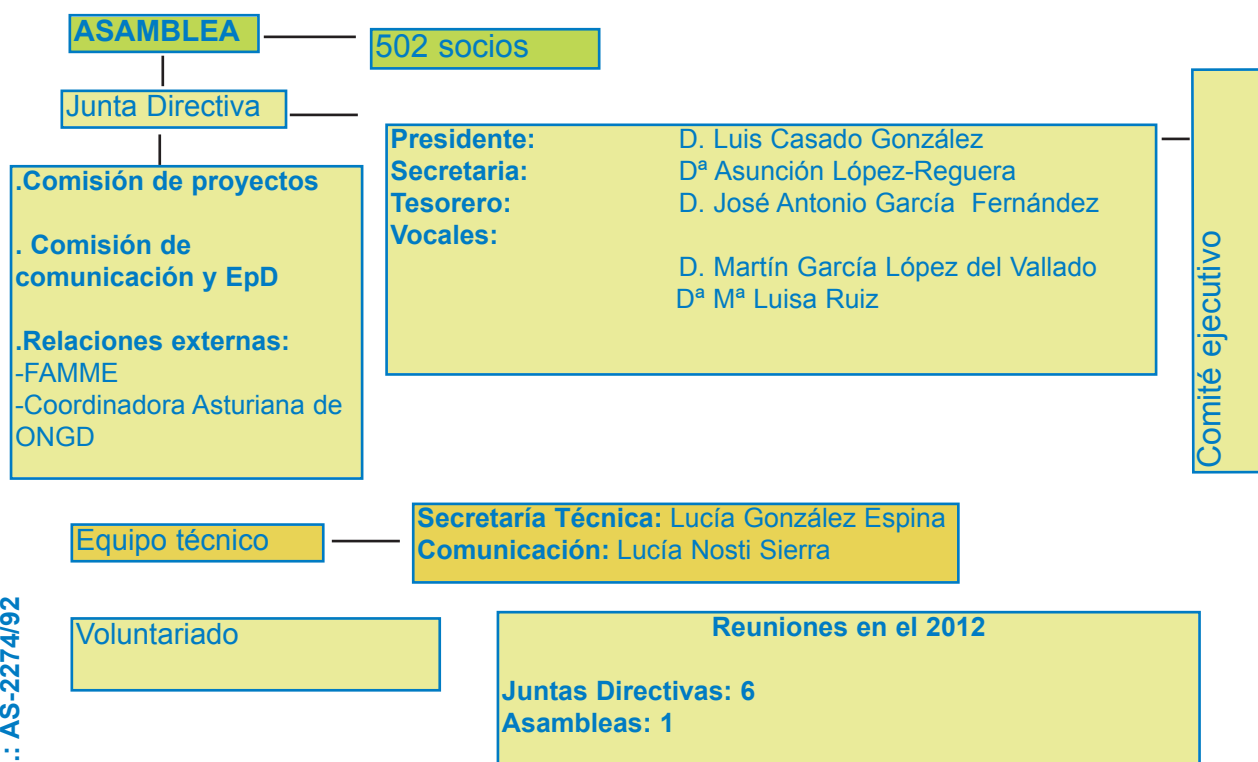 ASAMBLEA
502 socios
Junta Directiva
Presidente: D. Luis Casado González
Secretaria: Dª Asunción López-Reguera
Tesorero: D. José Antonio García Fernández
Vocales:
D. Martín García López del Vallado
Dª Mª Luisa Ruiz
Comité ejecutivo
.Comisión de proyectos
. Comisión de
comunicación y EpD
.Relaciones externas:
-FAMME
-Coordinadora Asturiana de
ONGD
Equipo técnico
Secretaría Técnica: Lucía González Espina
Comunicación: Lucía Nosti Sierra
Voluntariado
Reuniones en el 2012
Juntas Directivas: 6
Asambleas: 1
.: AS-2274/92